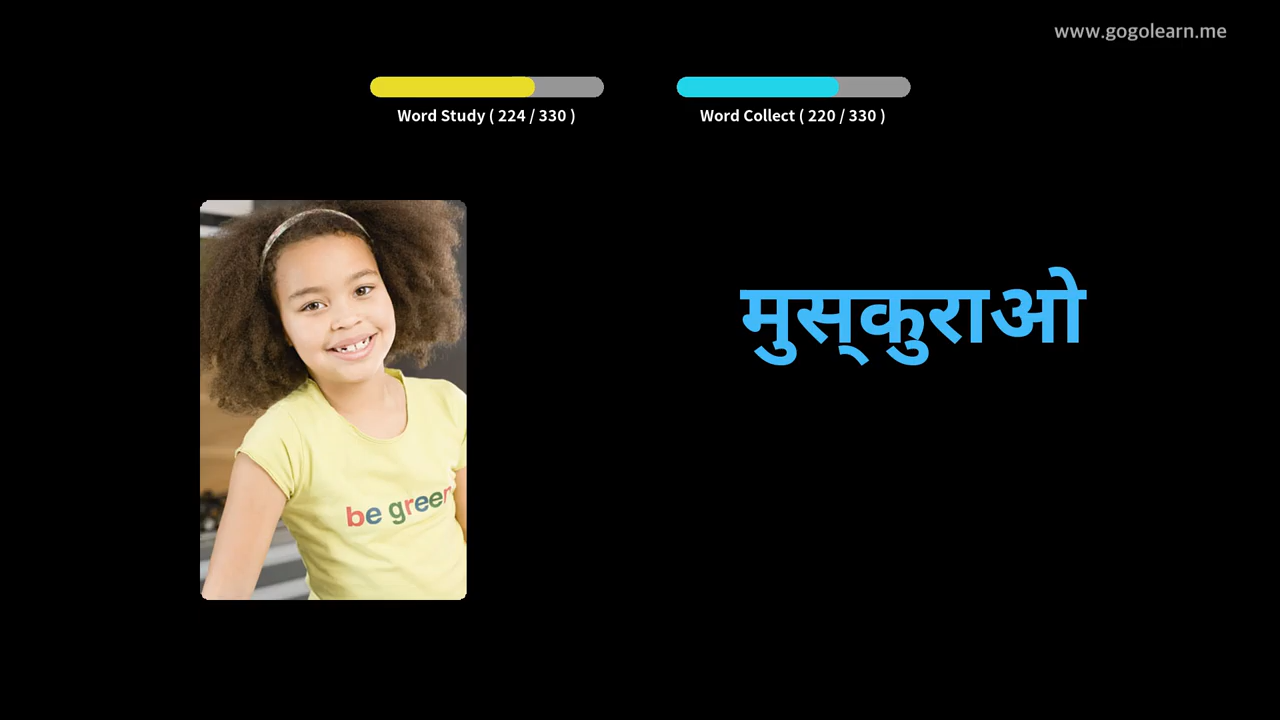 www.gogolearn.me
Word Study ( 224 / 330 )
Word Collect ( 220 / 330 )
मुस्कुराओ
be green